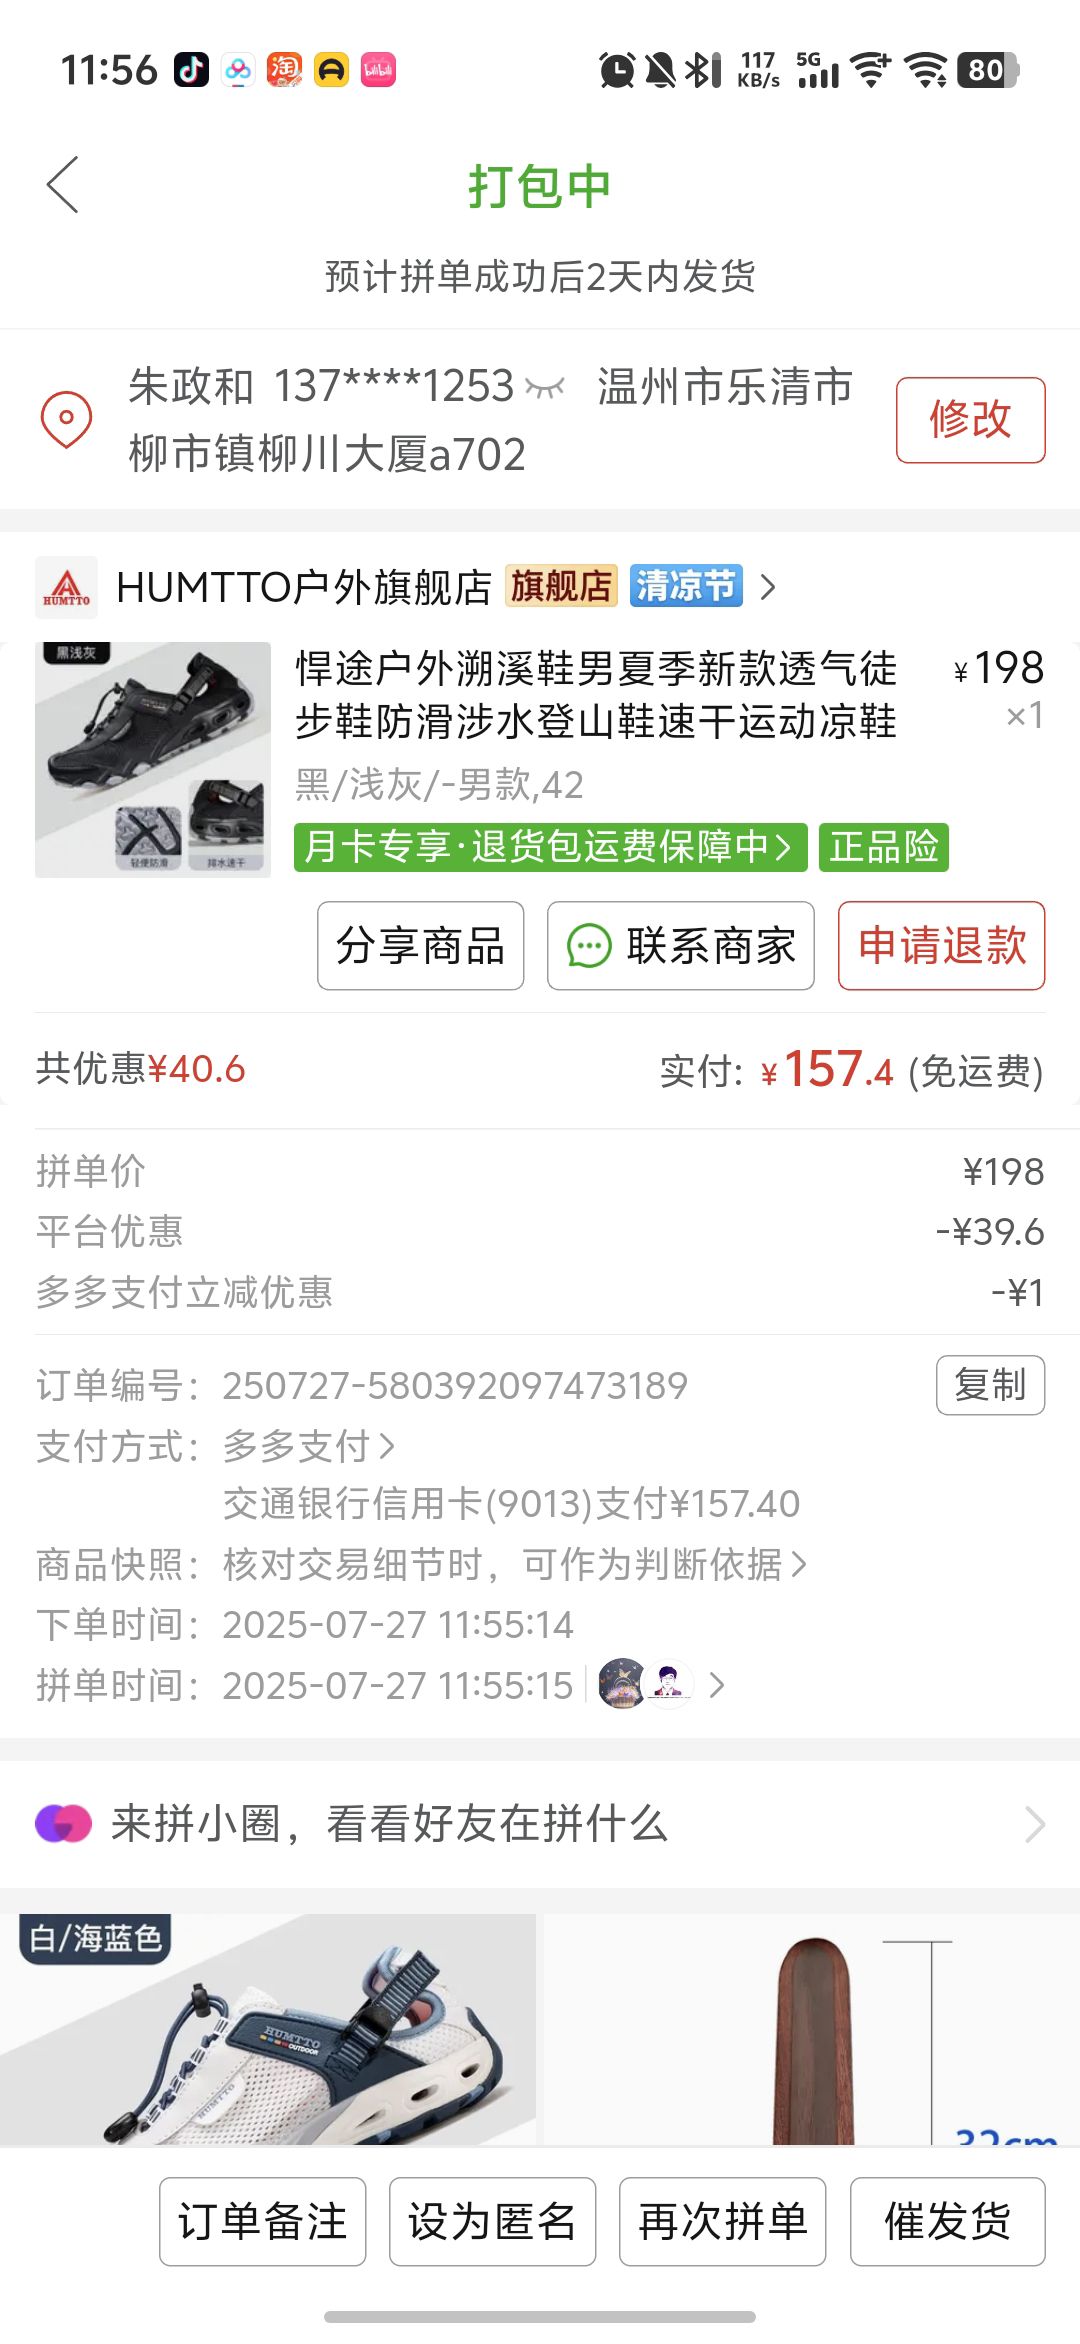 11:56
117 KB/s 5G 80
打包中
预计拼单成功后2天内发货
朱政和 137****1253 温州市乐清市
柳市镇柳川大厦a702
修改
HUMTTO
HUMTTO户外旗舰店 旗舰店 清凉节
黑浅灰
悍途户外溯溪鞋男夏季新款透气徒
步鞋防滑涉水登山鞋速干运动凉鞋
¥198
×1
黑/浅灰/-男款,42
轻便防滑 排水速干
月卡专享·退货包运费保障中 正品险
分享商品 联系商家 申请退款
共优惠¥40.6 实付: ¥157.4 (免运费)
拼单价 ¥198
平台优惠 -¥39.6
多多支付立减优惠 -¥1
订单编号: 250727-580392097473189 复制
支付方式: 多多支付
交通银行信用卡(9013)支付¥157.40
商品快照: 核对交易细节时，可作为判断依据
下单时间: 2025-07-27 11:55:14
拼单时间: 2025-07-27 11:55:15
来拼小圈，看看好友在拼什么
白/海蓝色
HUMTTO
OUTDOOR
HUMTTO
32cm
订单备注 设为匿名 再次拼单 催发货